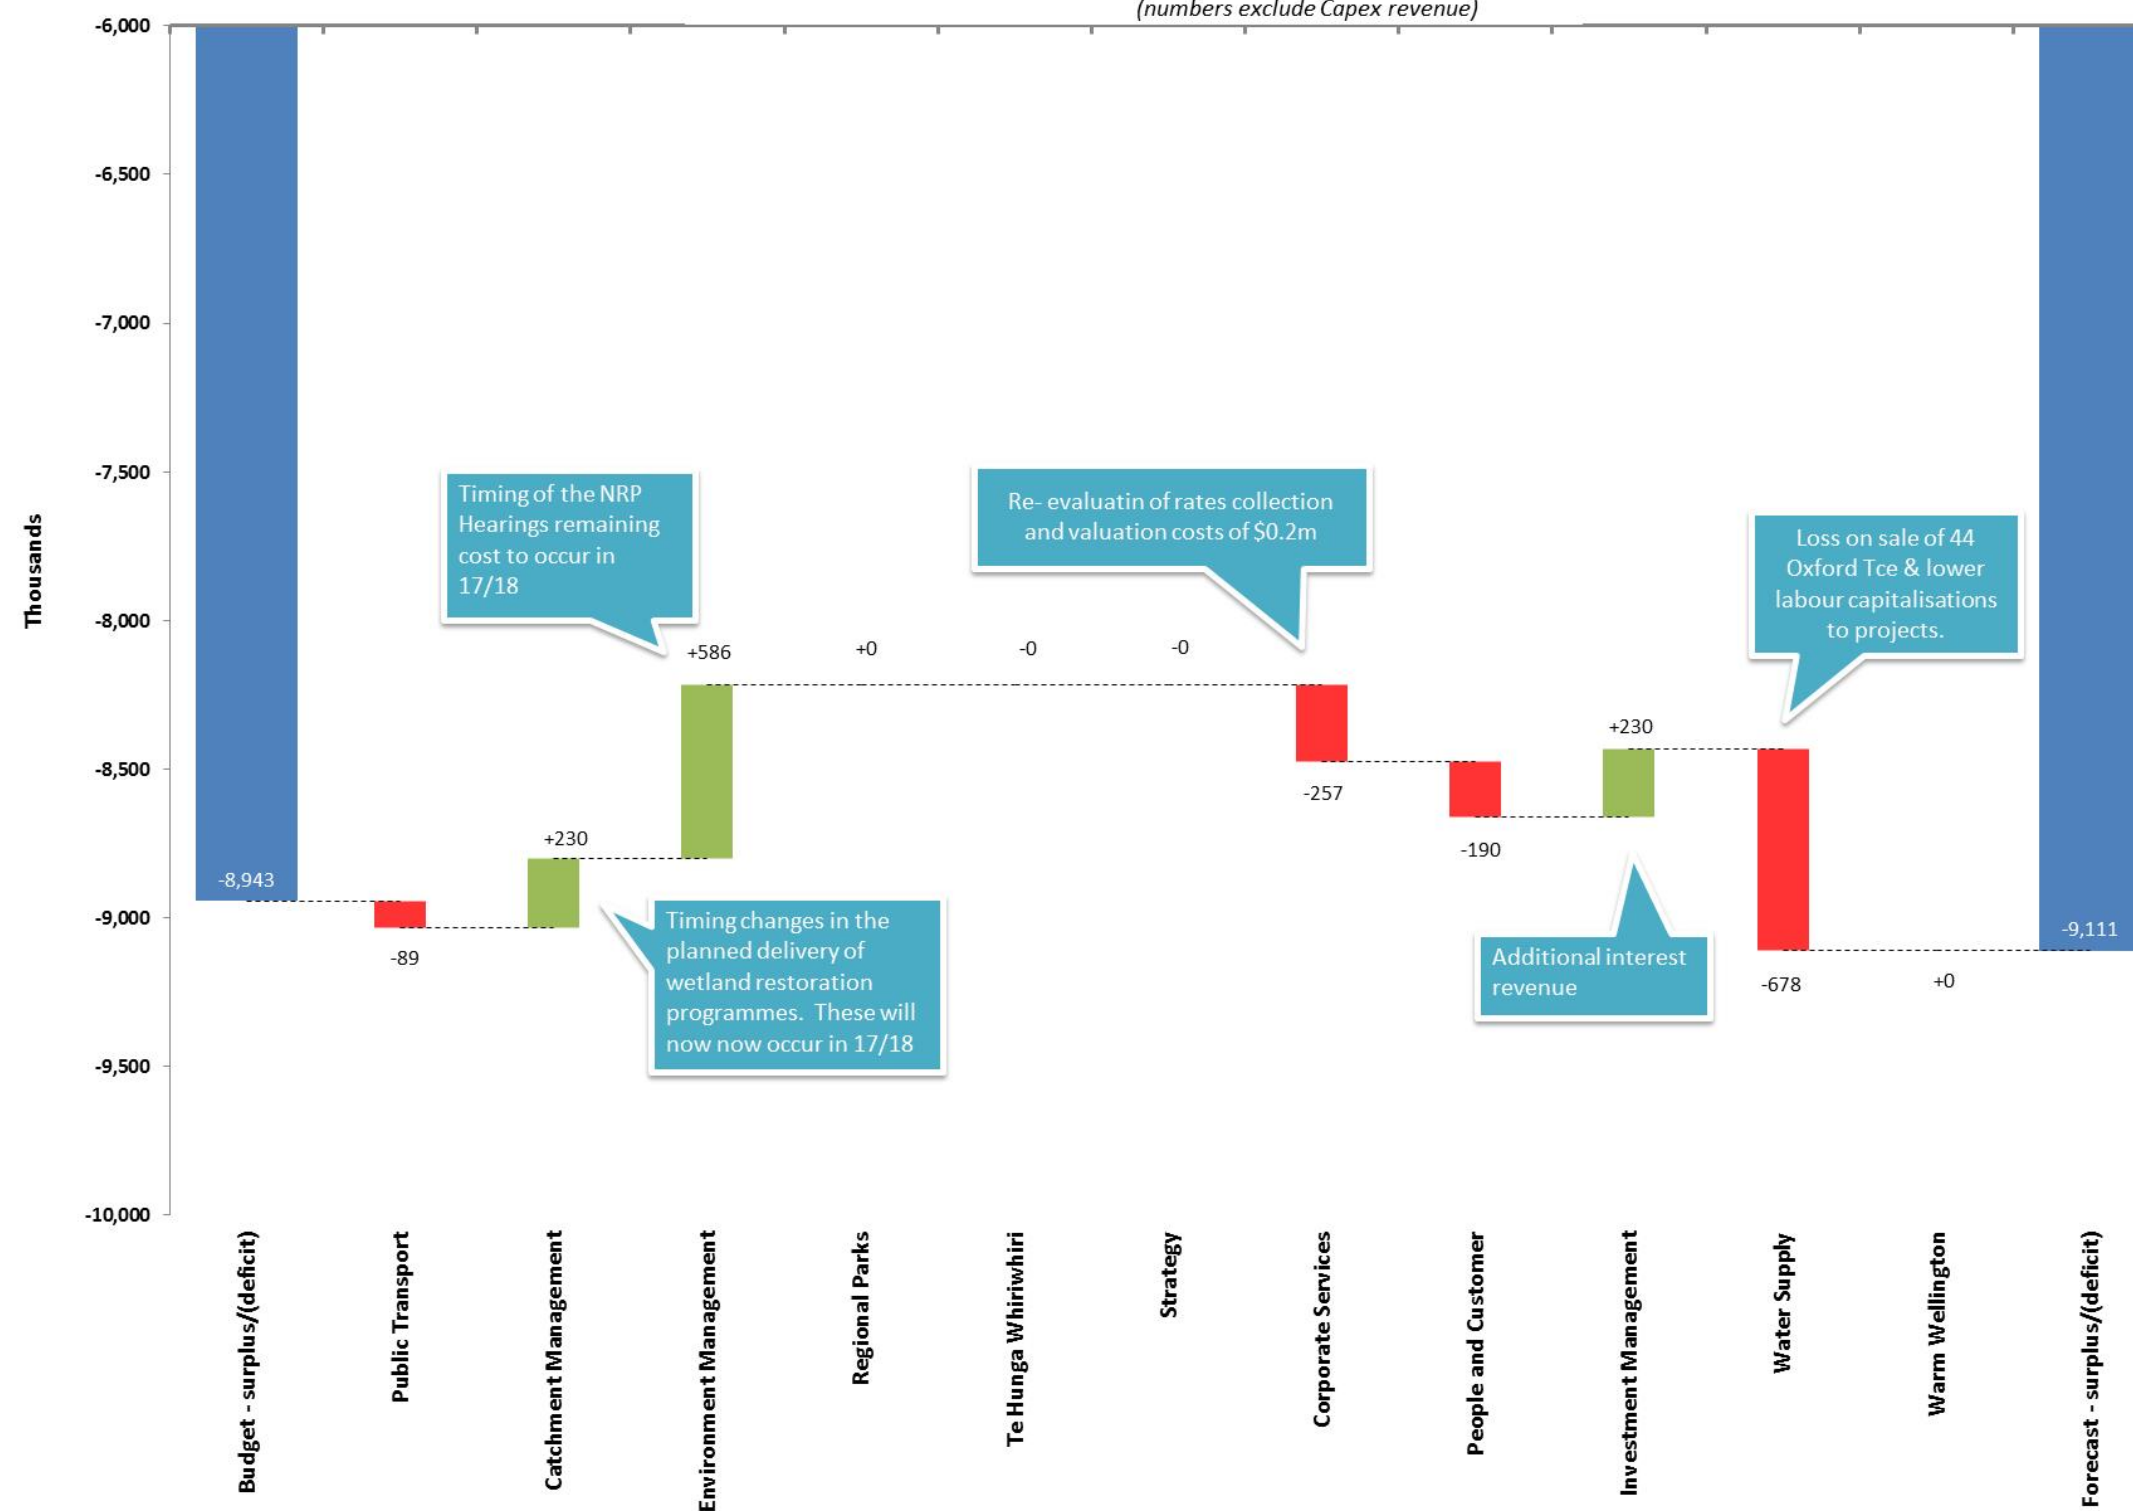 (numbers exclude Capex revenue)
-6,000
-6,500
-7,000
-7,500
-8,000
-8,500
-9,000
-9,500
-10,000
Thousands
Timing of the NRP
Hearings remaining
cost to occur in
17/18
Re- evaluatin of rates collection
and valuation costs of $0.2m
Loss on sale of 44
Oxford Tce & lower
labour capitalisations
to projects.
+586
+0
-0
-0
+230
-257
+230
-190
-8,943
-89
Timing changes in the
planned delivery of
wetland restoration
programmes. These will
now now occur in 17/18
Additional interest
revenue
-9,111
-678
+0
Budget - surplus/(deficit)
Public Transport
Catchment Management
Environment Management
Regional Parks
Te Hunga Whiriwhiri
Strategy
Corporate Services
People and Customer
Investment Management
Water Supply
Warm Wellington
Forecast - surplus/(deficit)